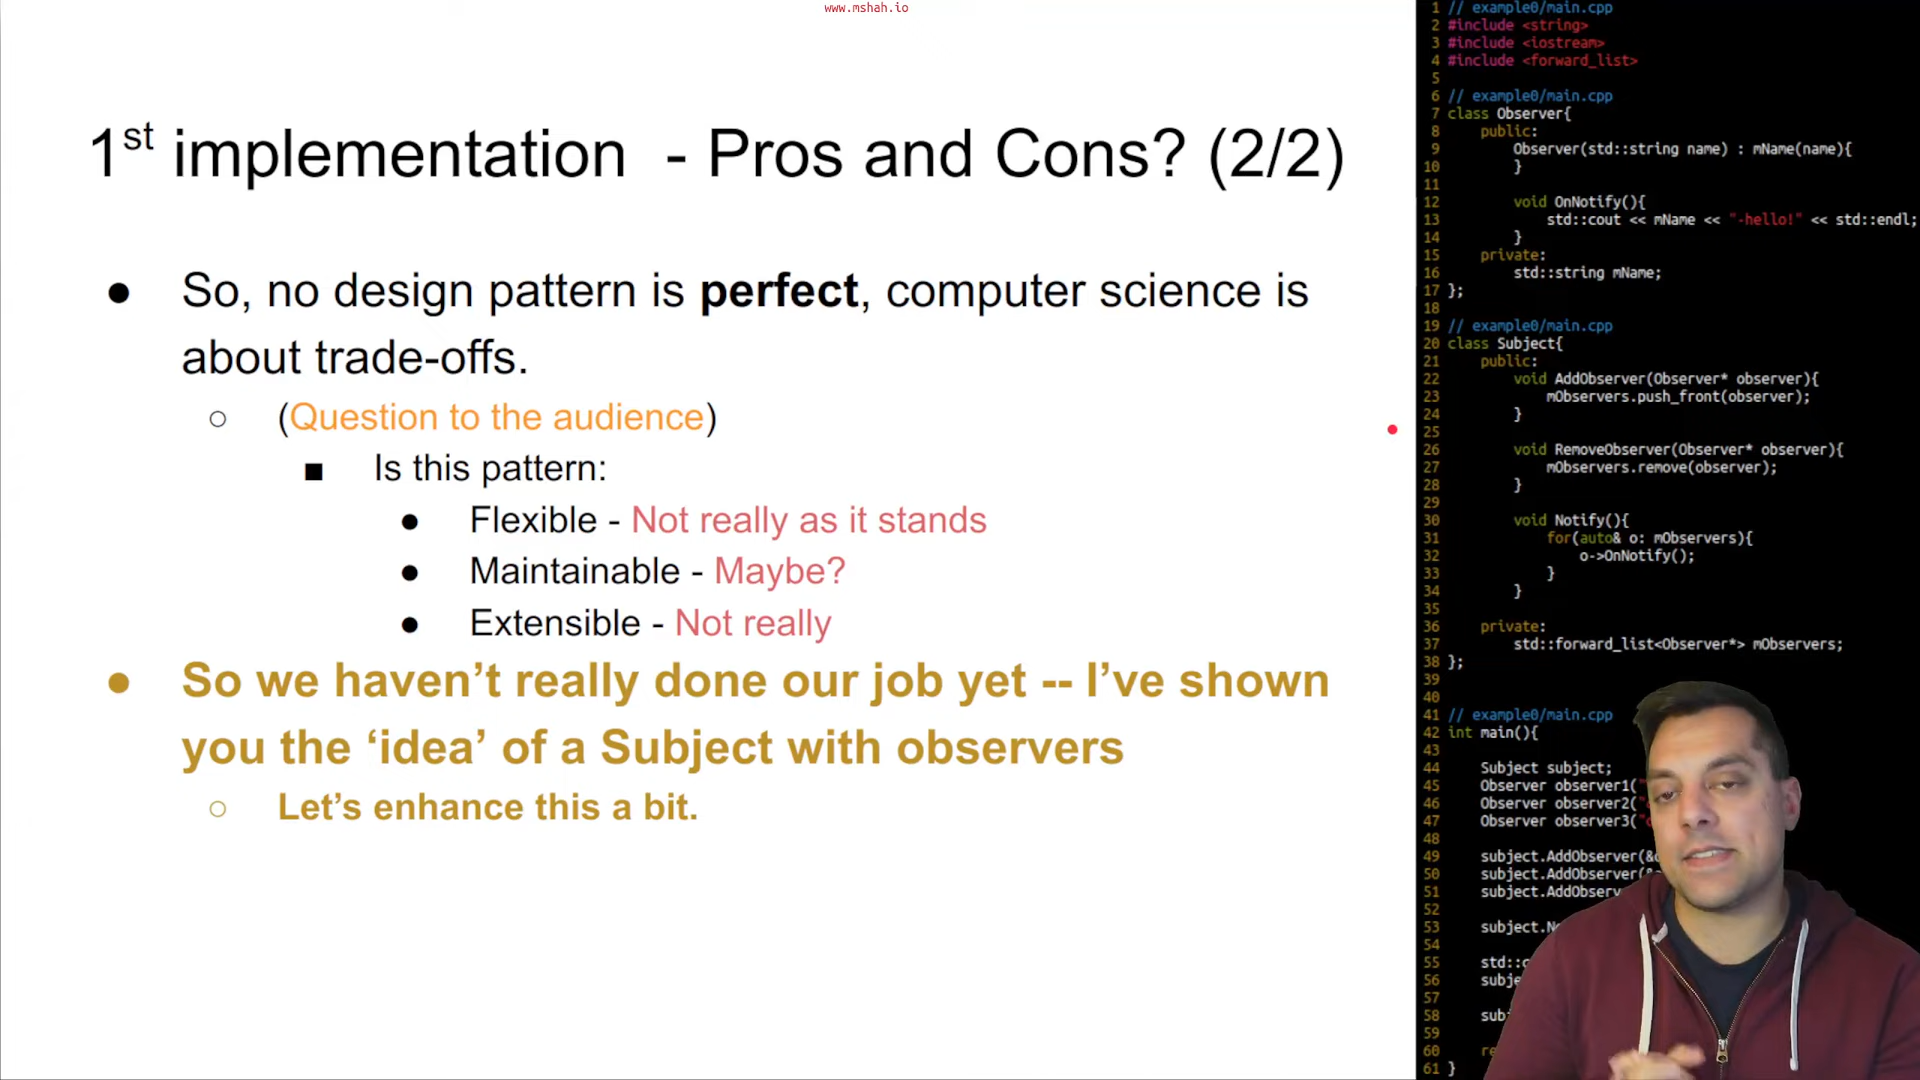 www.mshah.io
1st implementation - Pros and Cons? (2/2)
● So, no design pattern is perfect, computer science is
about trade-offs.
○ (Question to the audience)
■ Is this pattern:
● Flexible - Not really as it stands
● Maintainable - Maybe?
● Extensible - Not really
● So we haven’t really done our job yet -- I’ve shown
you the ‘idea’ of a Subject with observers
○ Let’s enhance this a bit.
1 // example0/main.cpp
2 #include <string>
3 #include <iostream>
4 #include <forward_list>
5
6 // example0/main.cpp
7 class Observer{
8 public:
9 Observer(std::string name) : mName(name){
10 }
11
12 void OnNotify(){
13 std::cout << mName << "-hello!" << std::endl;
14 }
15 private:
16 std::string mName;
17 };
18
19 // example0/main.cpp
20 class Subject{
21 public:
22 void AddObserver(Observer* observer){
23 mObservers.push_front(observer);
24 }
25
26 void RemoveObserver(Observer* observer){
27 mObservers.remove(observer);
28 }
29
30 void Notify(){
31 for(auto& o: mObservers){
32 o->OnNotify();
33 }
34 }
35
36 private:
37 std::forward_list<Observer*> mObservers;
38 };
39
40
41 // example0/main.cpp
42 int main(){
43
44 Subject subject;
45 Observer observer1("
46 Observer observer2("
47 Observer observer3("
48
49 subject.AddObserver(&
50 subject.AddObserver(&
51 subject.AddObserv
52
53 subject.N
54
55 std::
56 subje
57
58 sub
59
60 re
61 }